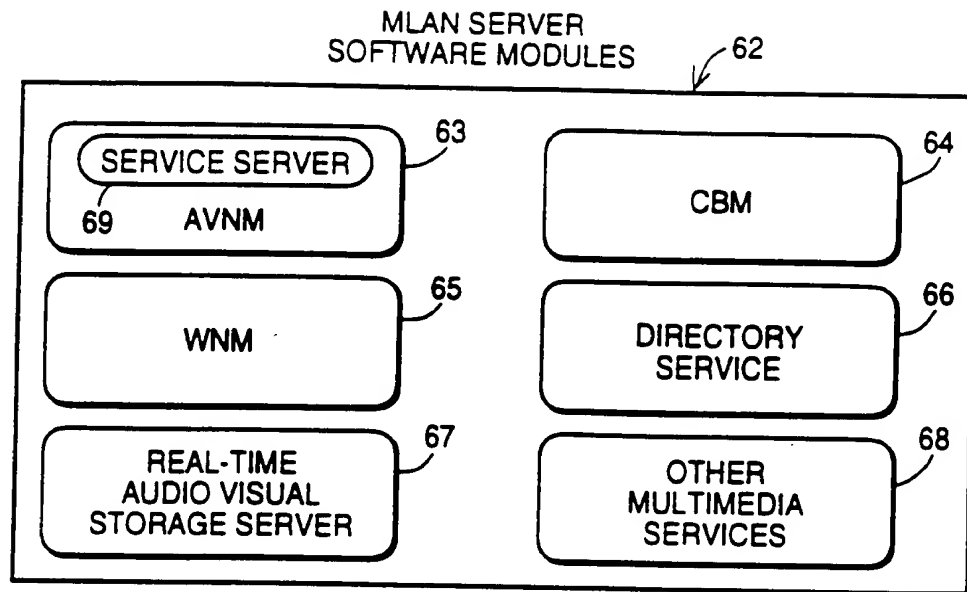 MLAN SERVER
SOFTWARE MODULES
62
SERVICE SERVER
63
69
AVNM
CBM
64
WNM
65
DIRECTORY
SERVICE
66
REAL-TIME
AUDIO VISUAL
STORAGE SERVER
67
OTHER
MULTIMEDIA
SERVICES
68